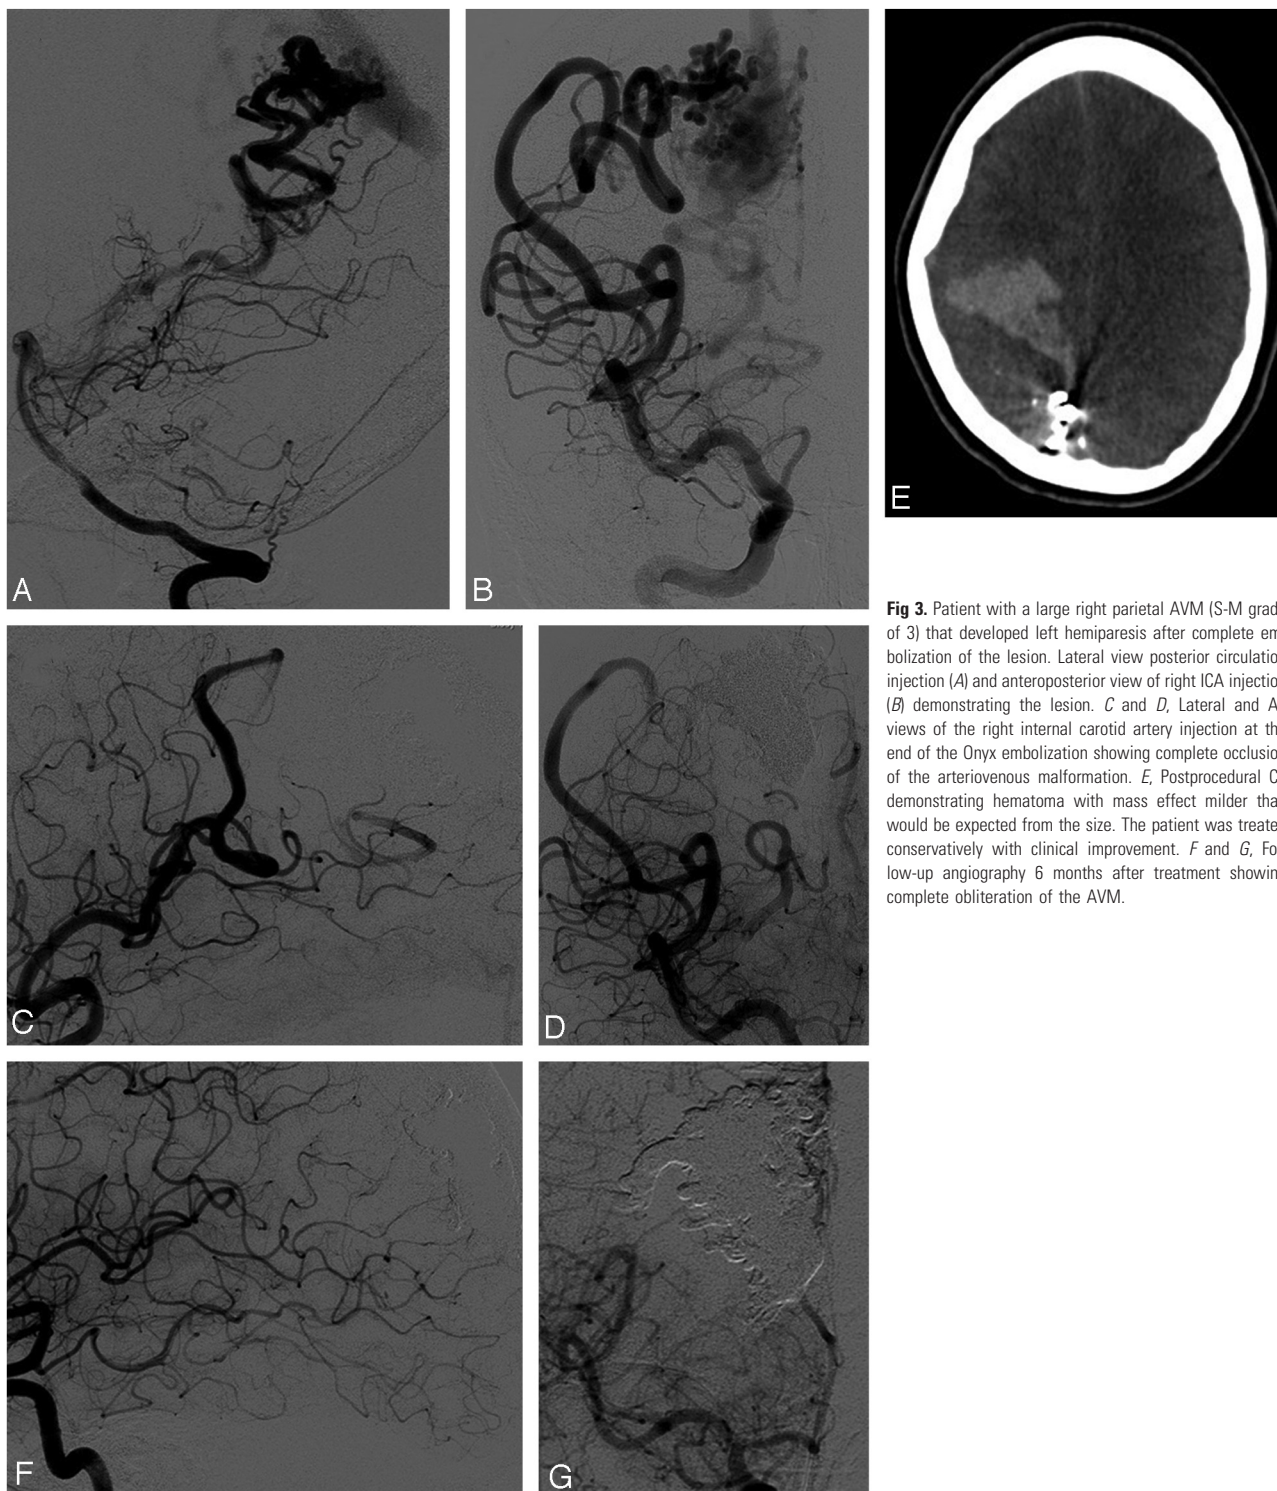 A
B
E
Fig 3. Patient with a large right parietal AVM (S-M grad
of 3) that developed left hemiparesis after complete em
bolization of the lesion. Lateral view posterior circulatio
injection (A) and anteroposterior view of right ICA injectio
(B) demonstrating the lesion. C and D, Lateral and A
views of the right internal carotid artery injection at th
end of the Onyx embolization showing complete occlusio
of the arteriovenous malformation. E, Postprocedural C
demonstrating hematoma with mass effect milder tha
would be expected from the size. The patient was treate
conservatively with clinical improvement. F and G, Fo
low-up angiography 6 months after treatment showin
complete obliteration of the AVM.
C
D
F
G